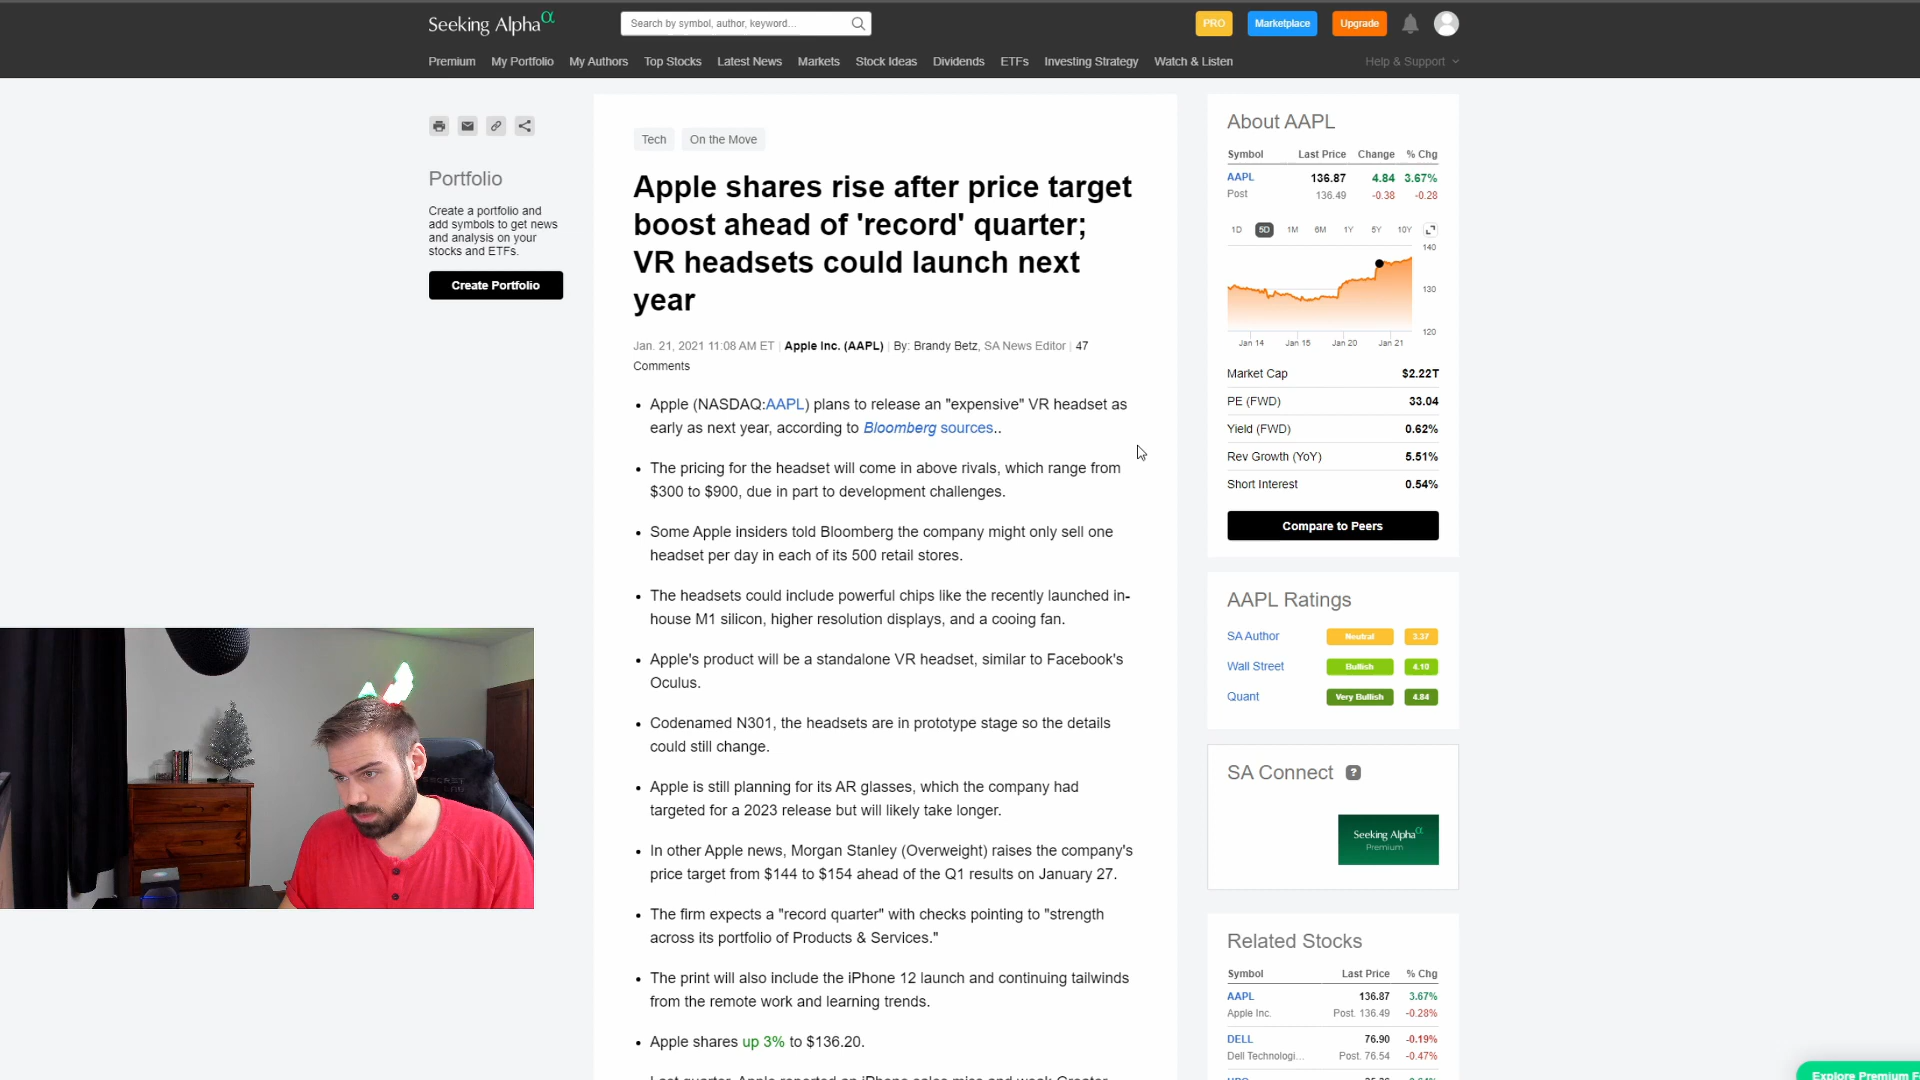 Seeking Alpha α
Search by symbol, author, keyword...
PRO
Marketplace
Upgrade
Premium My Portfolio My Authors Top Stocks Latest News Markets Stock Ideas Dividends ETFs Investing Strategy Watch & Listen
Help & Support
Portfolio
Create a portfolio and
add symbols to get news
and analysis on your
stocks and ETFs.
Create Portfolio
Tech On the Move
Apple shares rise after price target
boost ahead of 'record' quarter;
VR headsets could launch next
year
Jan. 21, 2021 11:08 AM ET | Apple Inc. (AAPL) | By: Brandy Betz, SA News Editor | 47
Comments
• Apple (NASDAQ:AAPL) plans to release an "expensive" VR headset as
early as next year, according to Bloomberg sources..
• The pricing for the headset will come in above rivals, which range from
$300 to $900, due in part to development challenges.
• Some Apple insiders told Bloomberg the company might only sell one
headset per day in each of its 500 retail stores.
• The headsets could include powerful chips like the recently launched in-
house M1 silicon, higher resolution displays, and a cooing fan.
• Apple's product will be a standalone VR headset, similar to Facebook's
Oculus.
• Codenamed N301, the headsets are in prototype stage so the details
could still change.
• Apple is still planning for its AR glasses, which the company had
targeted for a 2023 release but will likely take longer.
• In other Apple news, Morgan Stanley (Overweight) raises the company's
price target from $144 to $154 ahead of the Q1 results on January 27.
• The firm expects a "record quarter" with checks pointing to "strength
across its portfolio of Products & Services."
• The print will also include the iPhone 12 launch and continuing tailwinds
from the remote work and learning trends.
• Apple shares up 3% to $136.20.
About AAPL
Symbol Last Price Change % Chg
AAPL 136.87 4.84 3.67%
Post 136.49 -0.38 -0.28
1D 5D 1M 6M 1Y 5Y 10Y
140
130
120
Jan 14 Jan 15 Jan 20 Jan 21
Market Cap $2.22T
PE (FWD) 33.04
Yield (FWD) 0.62%
Rev Growth (YoY) 5.51%
Short Interest 0.54%
Compare to Peers
AAPL Ratings
SA Author Neutral 3.37
Wall Street Bullish 4.10
Quant Very Bullish 4.84
SA Connect ?
Seeking Alpha α
Premium
Related Stocks
Symbol Last Price % Chg
AAPL 136.87 3.67%
Apple Inc. Post. 136.49 -0.28%
DELL 76.90 -0.19%
Dell Technologi... Post. 76.54 -0.47%
Explore Premium